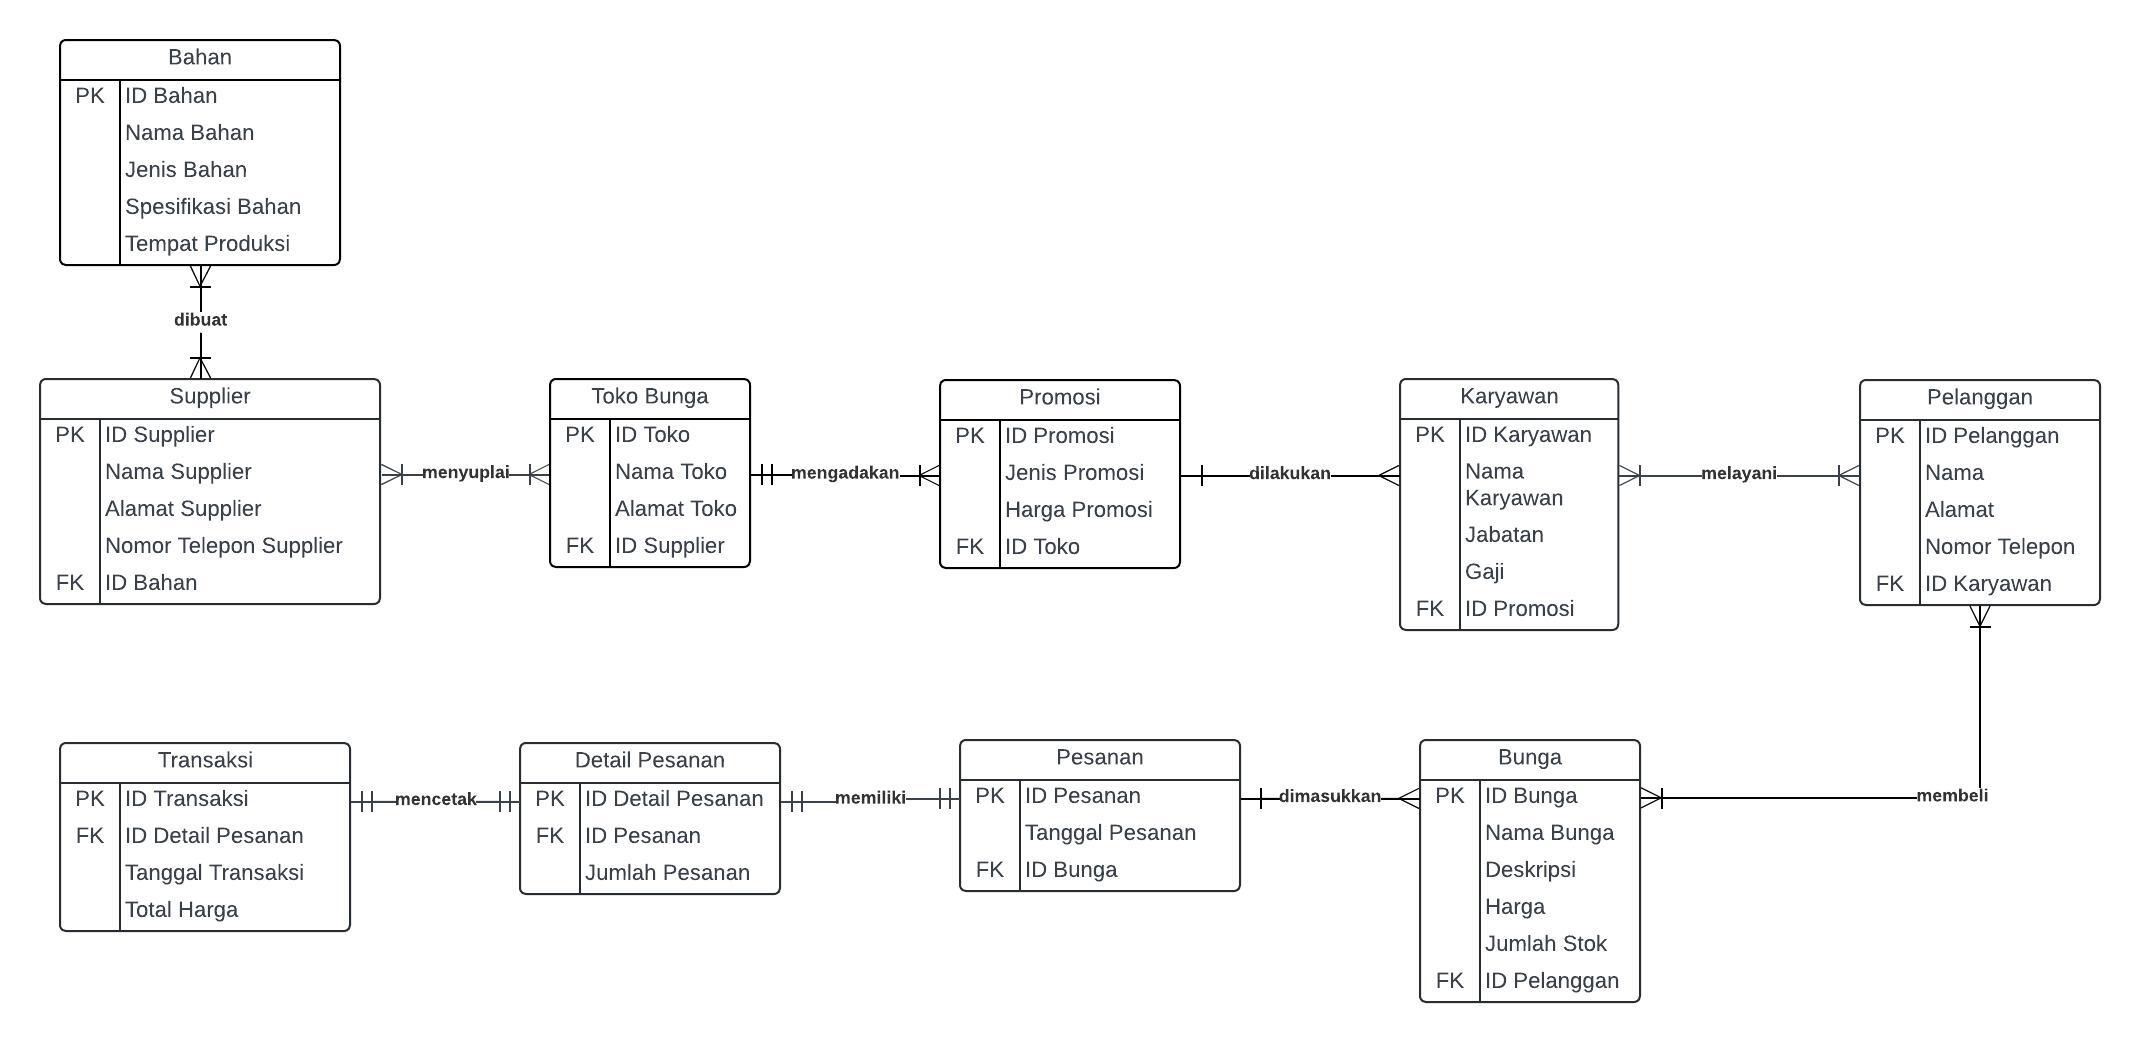 Bahan
PK ID Bahan
Nama Bahan
Jenis Bahan
Spesifikasi Bahan
Tempat Produksi
dibuat
Supplier
PK ID Supplier
Nama Supplier
Alamat Supplier
Nomor Telepon Supplier
FK ID Bahan
menyuplai
Toko Bunga
PK ID Toko
Nama Toko
Alamat Toko
FK ID Supplier
mengadakan
Promosi
PK ID Promosi
Jenis Promosi
Harga Promosi
FK ID Toko
dilakukan
Karyawan
PK ID Karyawan
Nama
Karyawan
Jabatan
Gaji
FK ID Promosi
melayani
Pelanggan
PK ID Pelanggan
Nama
Alamat
Nomor Telepon
FK ID Karyawan
Transaksi
PK ID Transaksi
FK ID Detail Pesanan
Tanggal Transaksi
Total Harga
mencetak
Detail Pesanan
PK ID Detail Pesanan
FK ID Pesanan
Jumlah Pesanan
memiliki
Pesanan
PK ID Pesanan
Tanggal Pesanan
FK ID Bunga
dimasukkan
Bunga
PK ID Bunga
Nama Bunga
Deskripsi
Harga
Jumlah Stok
FK ID Pelanggan
membeli